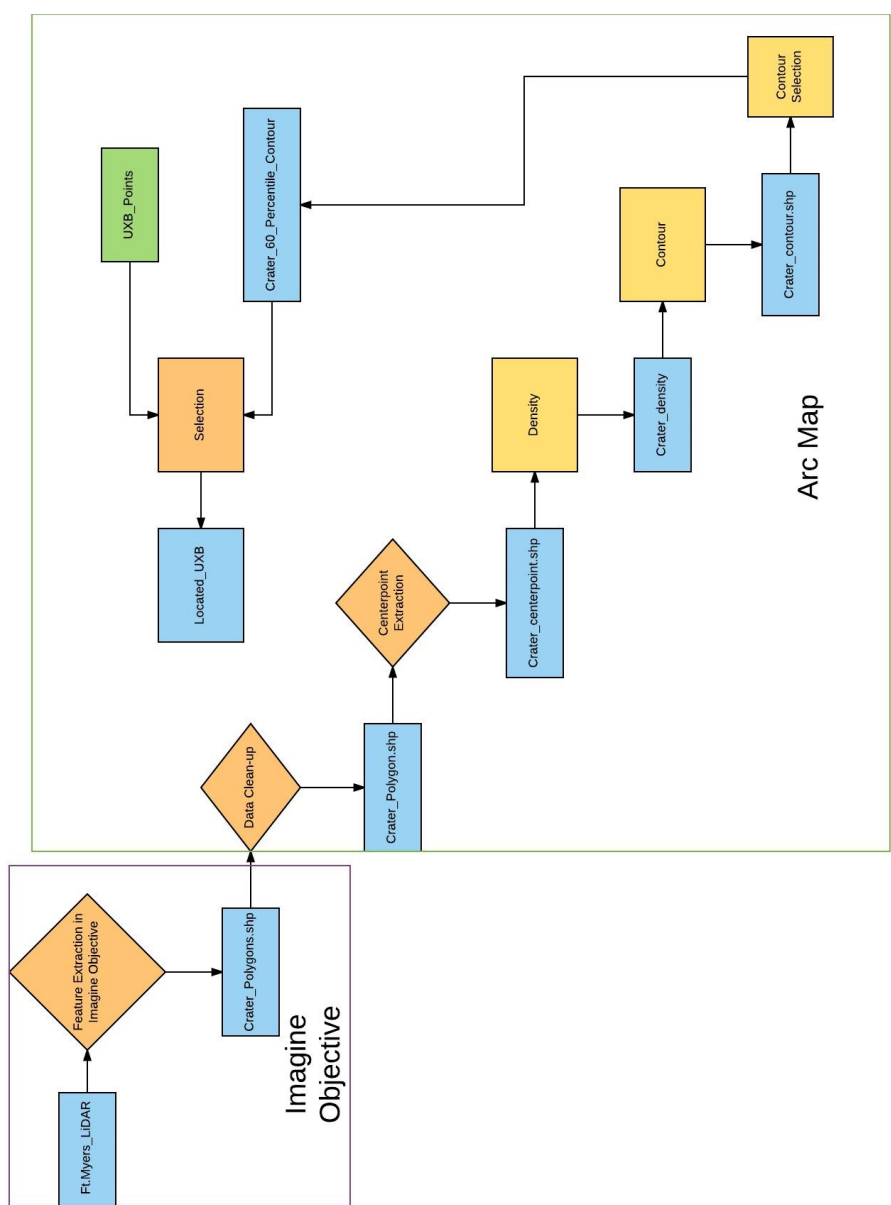 Ft.Myers_LiDAR
Feature Extraction in
Imagine Objective
Crater_Polygons.shp
Imagine
Objective
Data Clean-up
Crater_Polygon.shp
Centerpoint
Extraction
Crater_centerpoint.shp
Density
Crater_density
Contour
Crater_contour.shp
Contour
Selection
Crater_60_Percentile_Contour
UXB_Points
Selection
Located_UXB
Arc Map